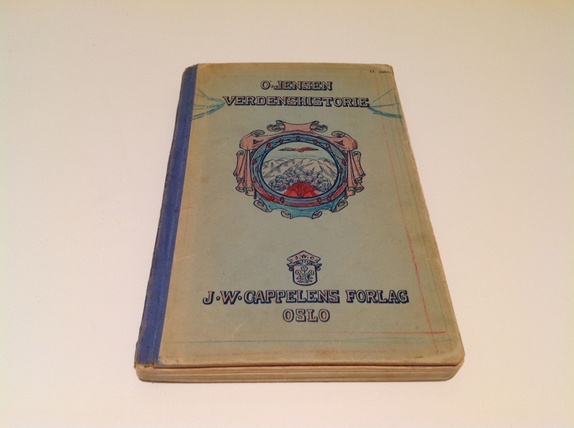 O. JENSEN
VERDENSHISTORIE
J. W. C.
J. W. CAPPELENS FORLAG
OSLO